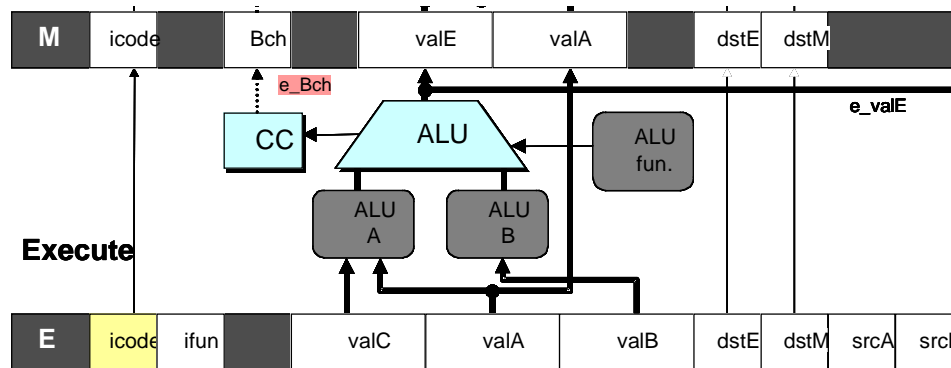 M icode Bch valE valA dstE dstM
e_Bch
e_valE
CC ALU ALU
fun.
ALU ALU
A B
Execute
E icode ifun valC valA valB dstE dstM srcA